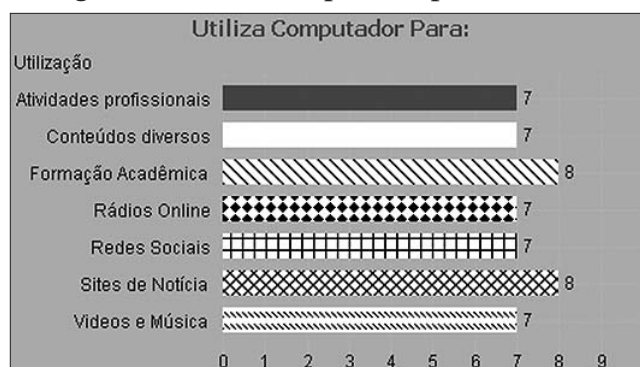 Utiliza Computador Para:
Utilização
Atividades profissionais 7
Conteúdos diversos 7
Formação Acadêmica 8
Rádios Online 7
Redes Sociais 7
Sites de Notícia 8
Videos e Música 7
0 1 2 3 4 5 6 7 8 9